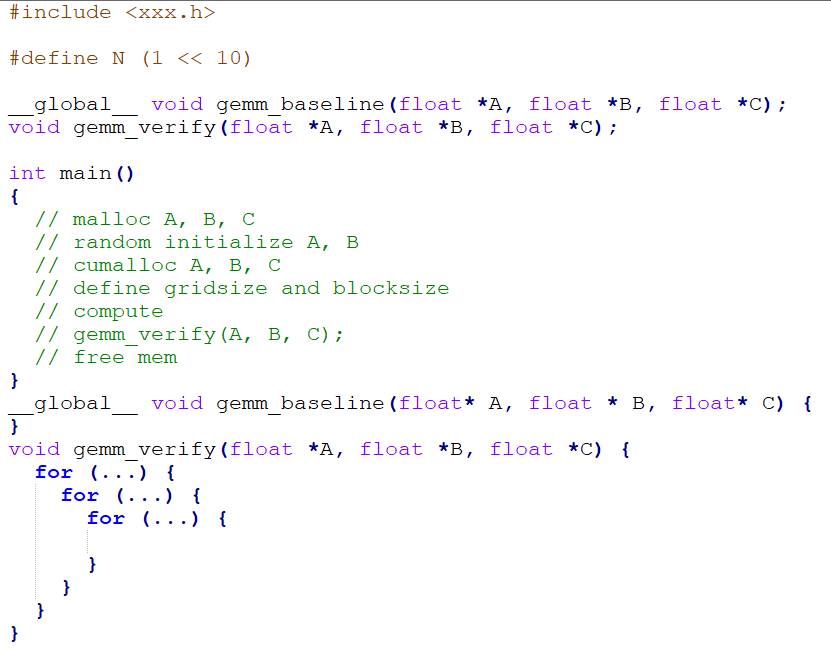 #include <xxx.h>
#define N (1 << 10)
__global__ void gemm_baseline(float *A, float *B, float *C);
void gemm_verify(float *A, float *B, float *C);
int main()
{
  // malloc A, B, C
  // random initialize A, B
  // cumalloc A, B, C
  // define gridsize and blocksize
  // compute
  // gemm_verify(A, B, C);
  // free mem
}
__global__ void gemm_baseline(float* A, float * B, float* C) {
}
void gemm_verify(float *A, float *B, float *C) {
  for (...) {
    for (...) {
      for (...) {
      }
    }
  }
}